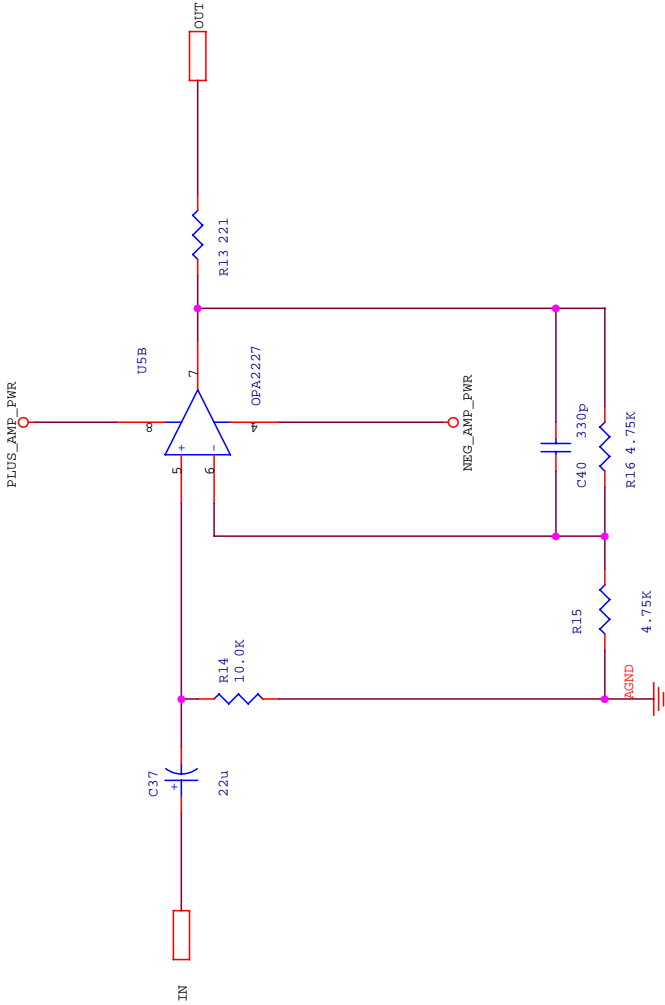 IN
C37
22u
+
R14
10.0K
AGND
R15
4.75K
5
6
+
-
PLUS_AMP_PWR
8
4
NEG_AMP_PWR
U5B
OPA2227
7
C40
330p
R16 4.75K
R13 221
OUT